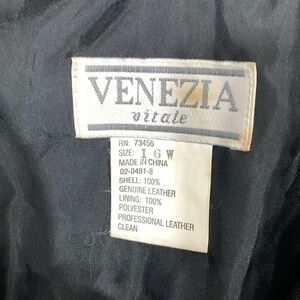 VENEZIA
vitale
RN: 73456
SIZE: 16W
MADE IN CHINA
02-0481-8
SHELL: 100%
GENUINE LEATHER
LINING: 100%
POLYESTER
PROFESSIONAL LEATHER
CLEAN